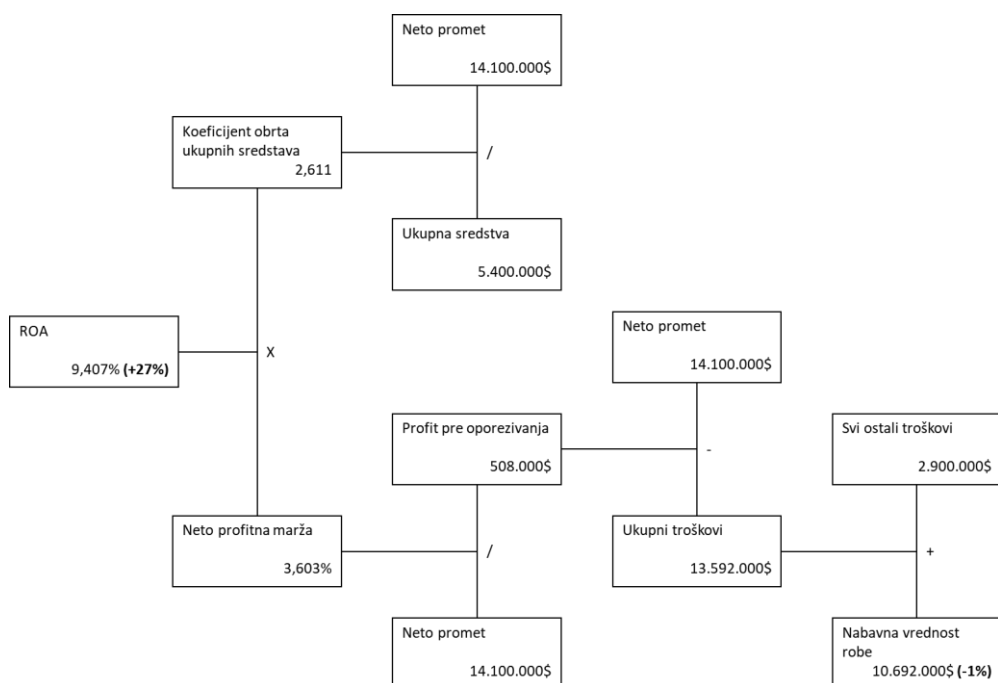 Neto promet
14.100.000$
Koeficijent obrta
ukupnih sredstava
2,611
/
Ukupna sredstva
5.400.000$
ROA
9,407% (+27%)
X
Neto promet
14.100.000$
Profit pre oporezivanja
508.000$
-
Svi ostali troškovi
2.900.000$
Neto profitna marža
3,603%
/
Ukupni troškovi
13.592.000$
+
Neto promet
14.100.000$
Nabavna vrednost
robe
10.692.000$ (-1%)